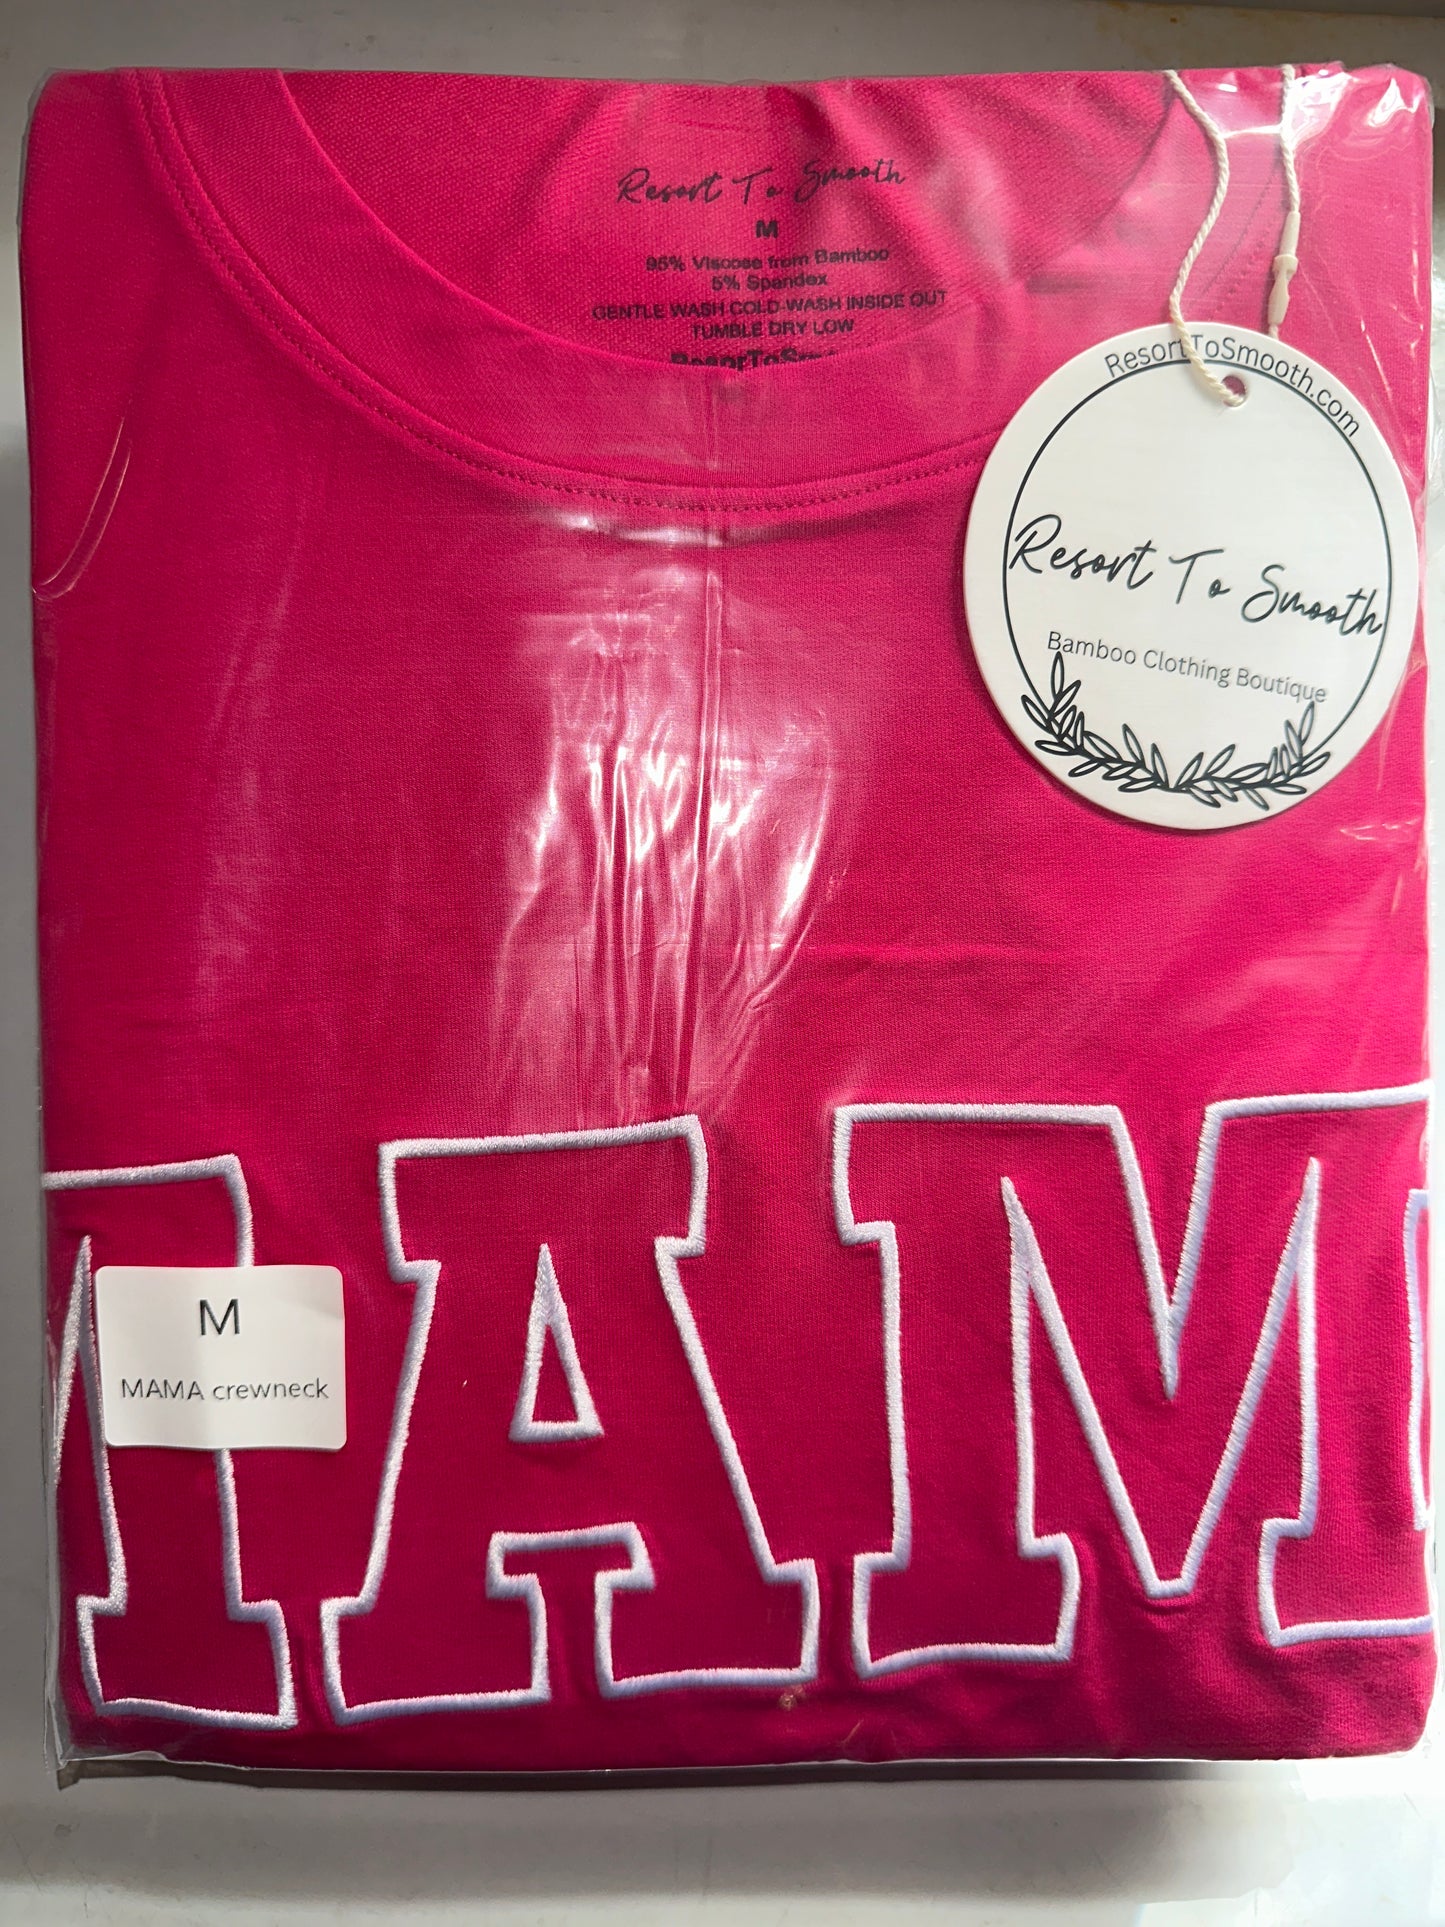 Resort To Smooth
M
95% Viscose from Bamboo
5% Spandex
GENTLE WASH COLD-WASH INSIDE OUT
TUMBLE DRY LOW
ResortToSmooth.com
Resort To Smooth
Bamboo Clothing Boutique
MAM
M
MAMA crewneck